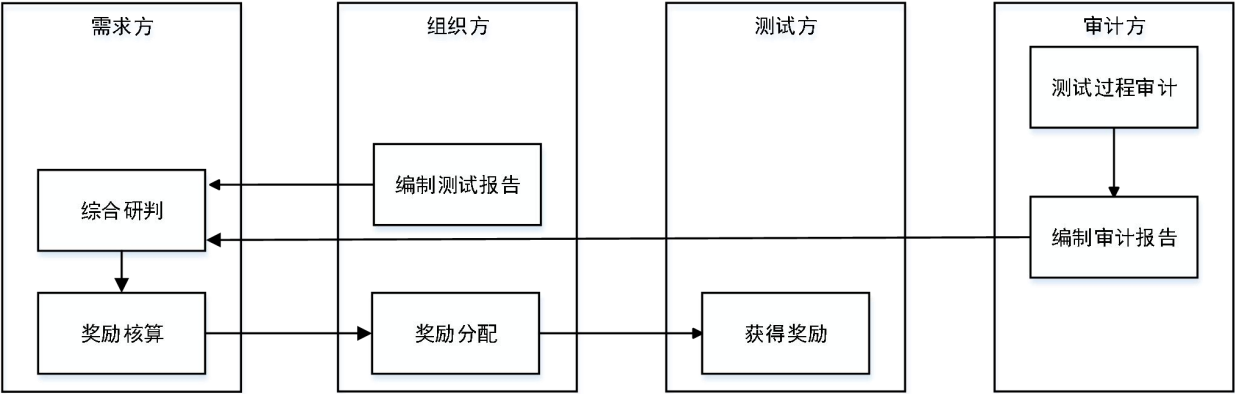 需求方
组织方
测试方
审计方
测试过程审计
编制测试报告
综合研判
编制审计报告
奖励核算
奖励分配
获得奖励